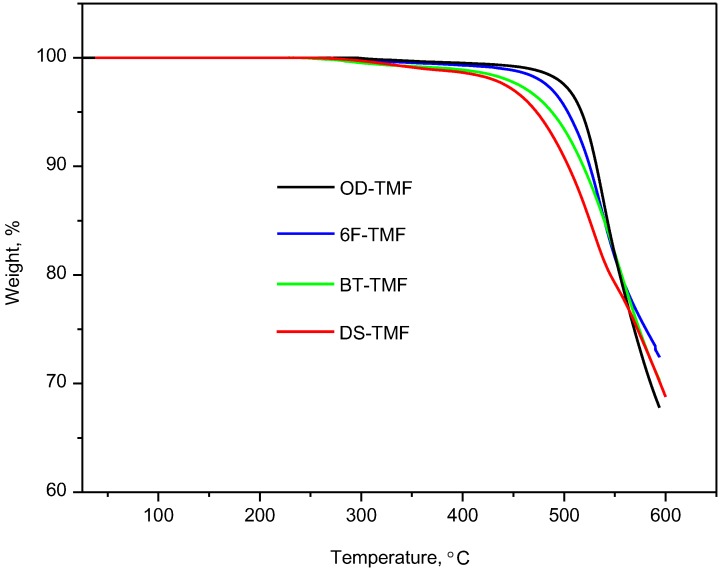 100
90
80
70
60
Weight, %
OD-TMF
6F-TMF
BT-TMF
DS-TMF
100 200 300 400 500 600
Temperature, °C